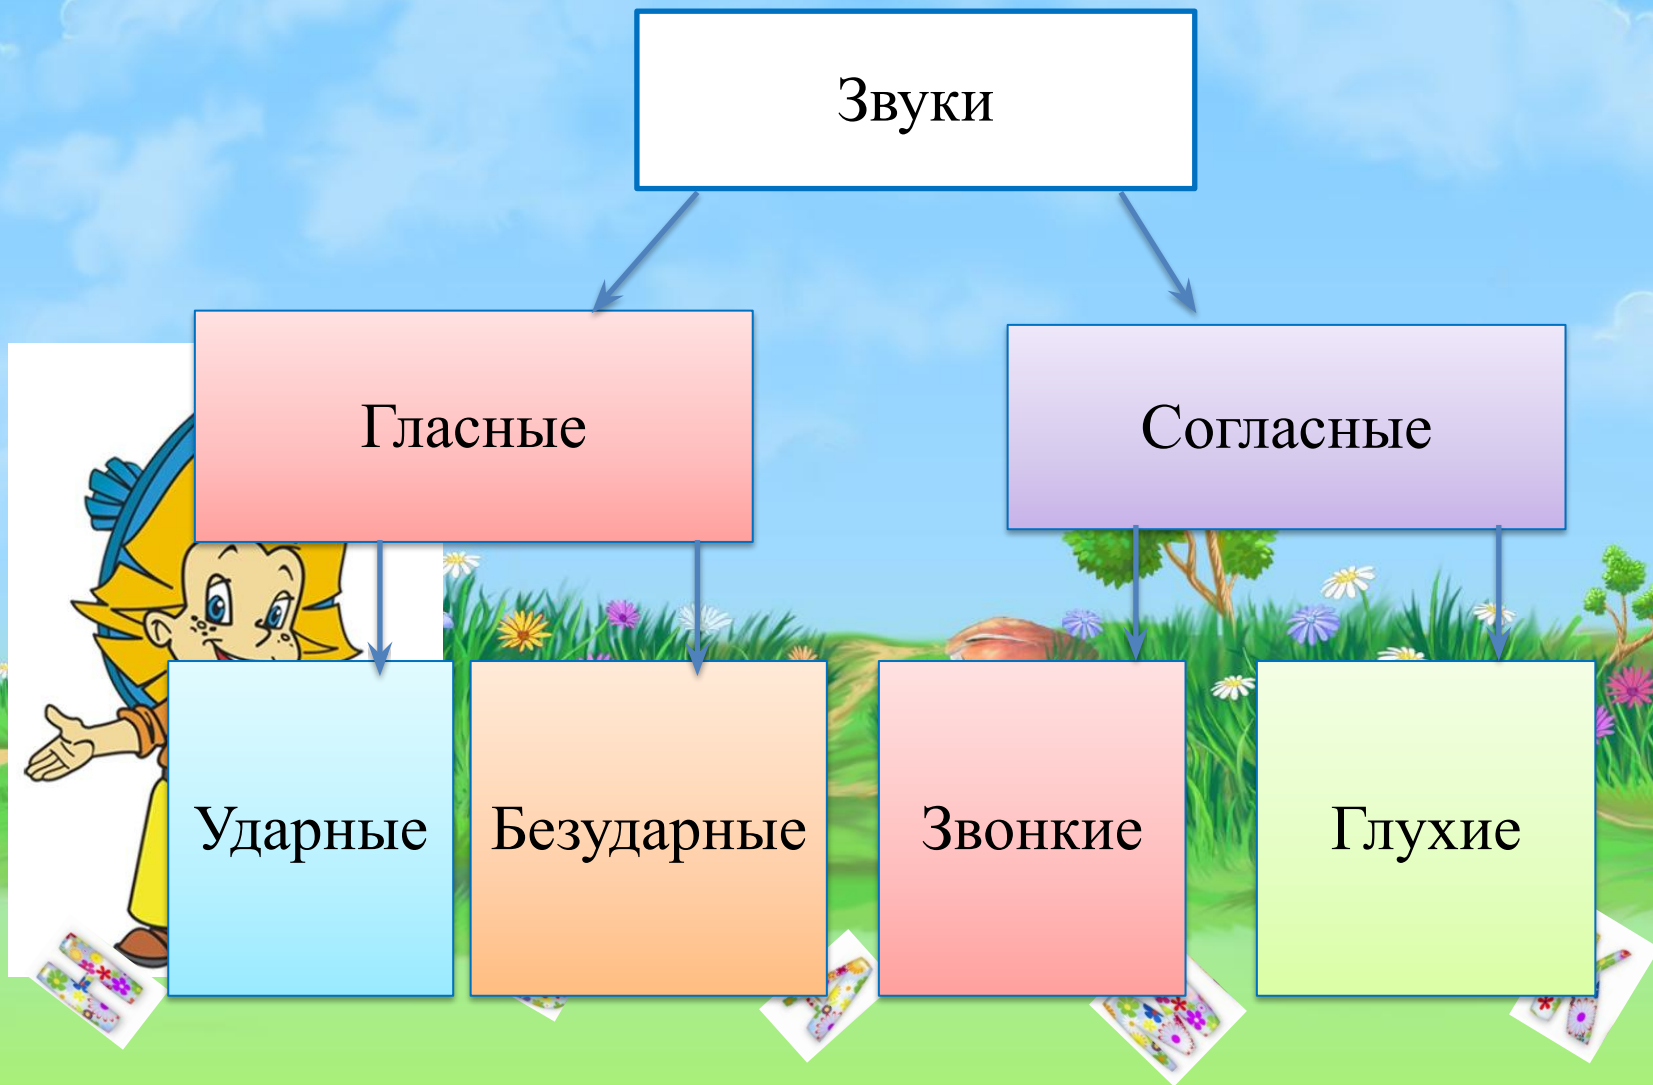 Звуки
Гласные
Согласные
Ударные
Безударные
Звонкие
Глухие